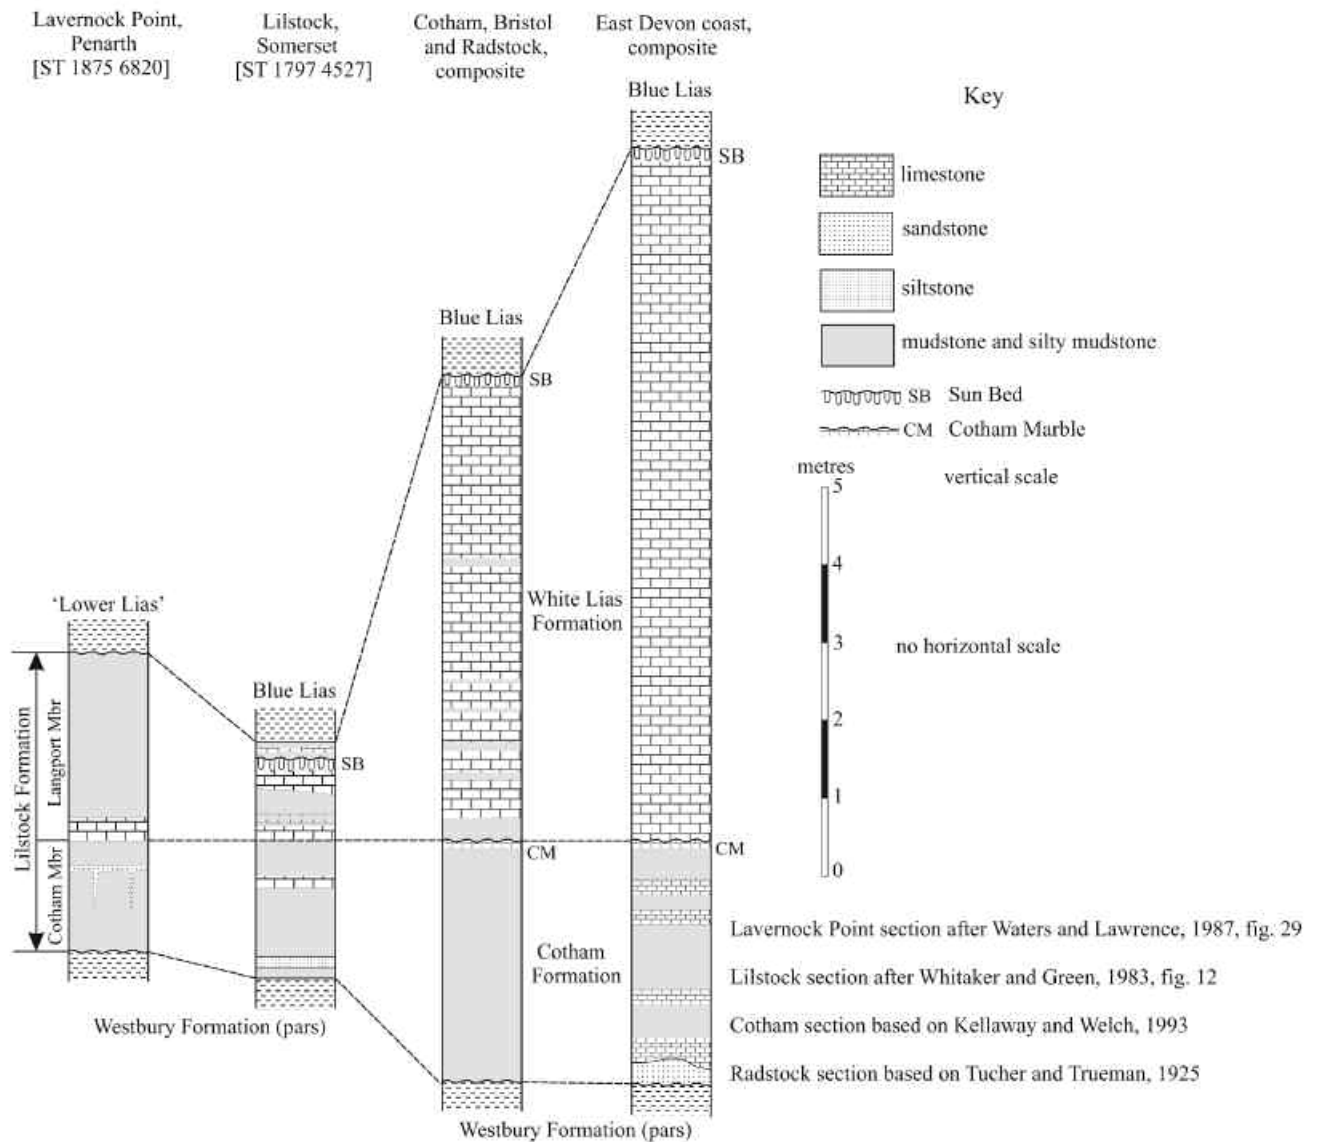 Lavernock Point,
Penarth
[ST 1875 6820]
Lilstock,
Somerset
[ST 1797 4527]
Cotham, Bristol
and Radstock,
composite
East Devon coast,
composite
Blue Lias
SB
Key
limestone
sandstone
siltstone
mudstone and silty mudstone
SB Sun Bed
CM Cotham Marble
metres
vertical scale
5
4
3
2
1
0
no horizontal scale
Blue Lias
SB
White Lias
Formation
'Lower Lias'
Blue Lias
SB
Lilstock Formation
Langport Mbr
Cotham Mbr
CM
CM
Cotham
Formation
Westbury Formation (pars)
Westbury Formation (pars)
Lavernock Point section after Waters and Lawrence, 1987, fig. 29
Lilstock section after Whitaker and Green, 1983, fig. 12
Cotham section based on Kellaway and Welch, 1993
Radstock section based on Tucher and Trueman, 1925